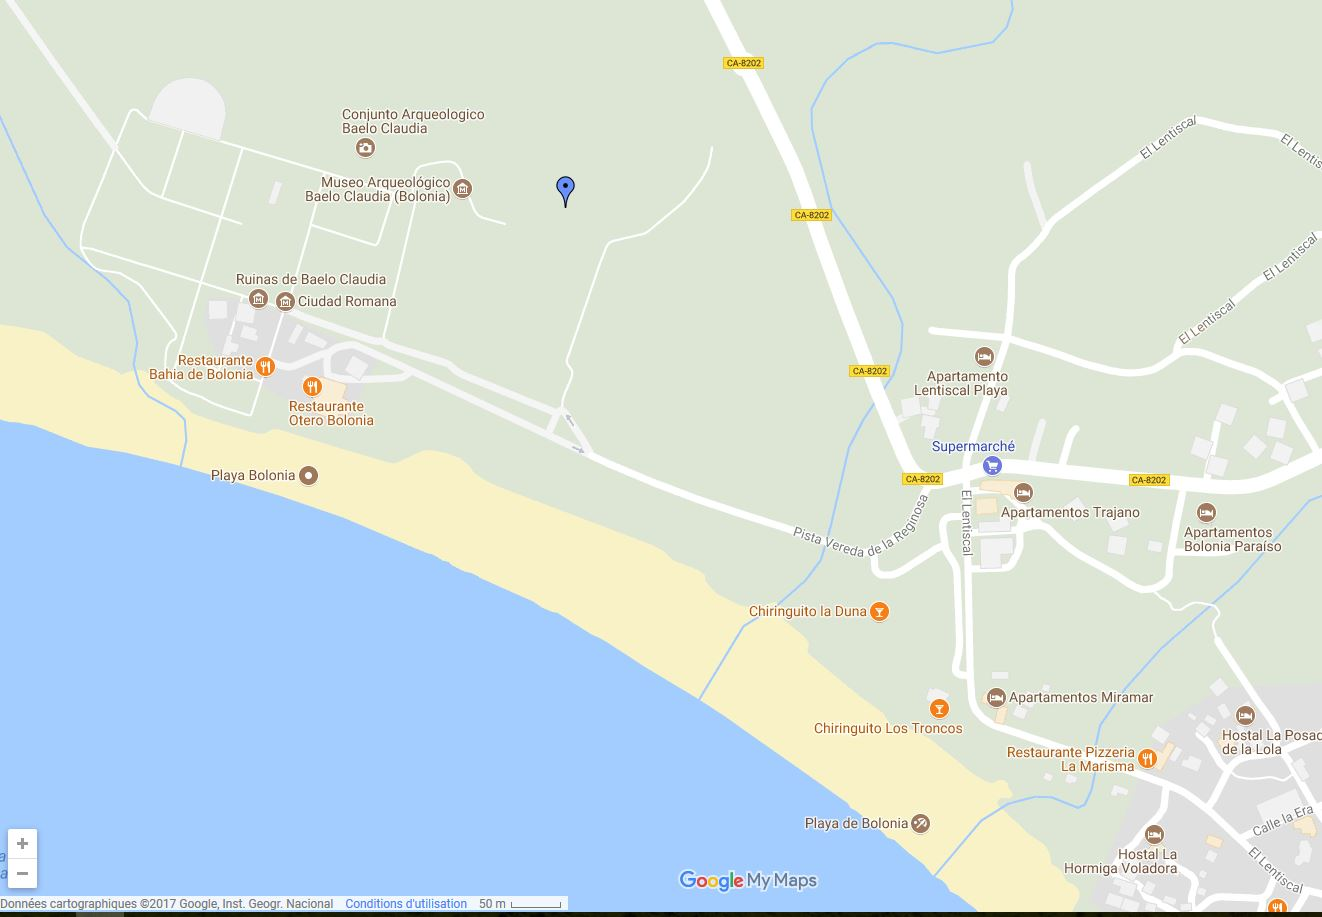 CA-8202
Conjunto Arqueologico
Baelo Claudia
El Lentiscal
El Lentis
Museo Arqueológico
Baelo Claudia (Bolonia)
CA-8202
El Lentiscal
Ruinas de Baelo Claudia
Ciudad Romana
El Lentiscal
Restaurante
Bahia de Bolonia
CA-8202
Apartamento
Lentiscal Playa
Restaurante
Otero Bolonia
Supermarché
Playa Bolonia
CA-8202
CA-8202
El Lentiscal
Apartamentos Trajano
Pista Vereda de la Reginosa
Apartamentos
Bolonia Paraíso
Chiringuito la Duna
Apartamentos Miramar
Chiringuito Los Troncos
Hostal La Posad
de la Lola
Restaurante Pizzeria
La Marisma
Playa de Bolonia
Calle la Era
Hostal La
Hormiga Voladora
El Lentiscal
+
−
a
a
Google My Maps
Données cartographiques ©2017 Google, Inst. Geogr. Nacional Conditions d'utilisation 50 m